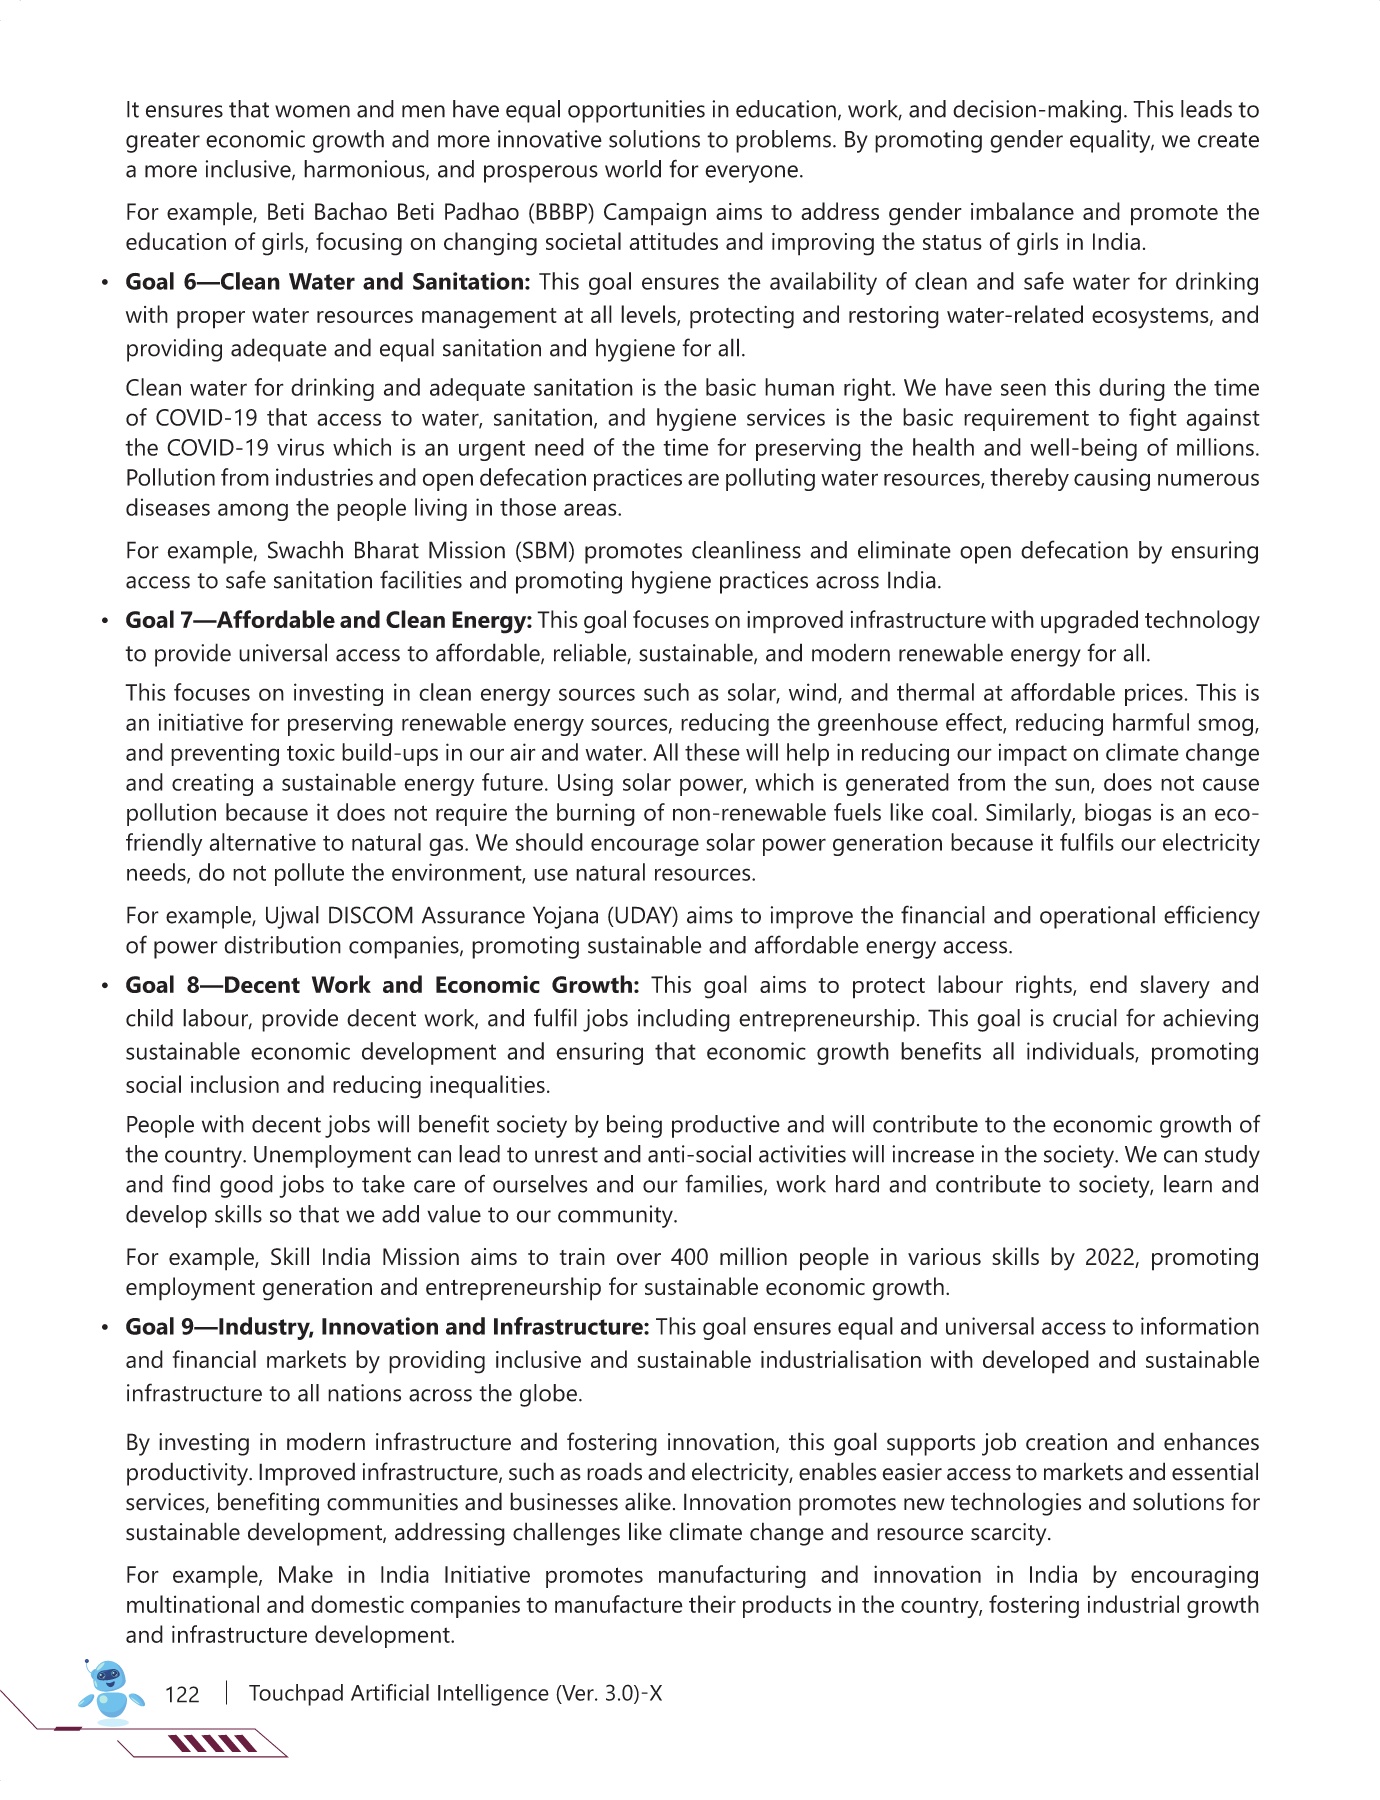 It ensures that women and men have equal opportunities in education, work, and decision-making. This leads to
greater economic growth and more innovative solutions to problems. By promoting gender equality, we create
a more inclusive, harmonious, and prosperous world for everyone.
For example, Beti Bachao Beti Padhao (BBBP) Campaign aims to address gender imbalance and promote the
education of girls, focusing on changing societal attitudes and improving the status of girls in India.
• Goal 6—Clean Water and Sanitation: This goal ensures the availability of clean and safe water for drinking
with proper water resources management at all levels, protecting and restoring water-related ecosystems, and
providing adequate and equal sanitation and hygiene for all.
Clean water for drinking and adequate sanitation is the basic human right. We have seen this during the time
of COVID-19 that access to water, sanitation, and hygiene services is the basic requirement to fight against
the COVID-19 virus which is an urgent need of the time for preserving the health and well-being of millions.
Pollution from industries and open defecation practices are polluting water resources, thereby causing numerous
diseases among the people living in those areas.
For example, Swachh Bharat Mission (SBM) promotes cleanliness and eliminate open defecation by ensuring
access to safe sanitation facilities and promoting hygiene practices across India.
• Goal 7—Affordable and Clean Energy: This goal focuses on improved infrastructure with upgraded technology
to provide universal access to affordable, reliable, sustainable, and modern renewable energy for all.
This focuses on investing in clean energy sources such as solar, wind, and thermal at affordable prices. This is
an initiative for preserving renewable energy sources, reducing the greenhouse effect, reducing harmful smog,
and preventing toxic build-ups in our air and water. All these will help in reducing our impact on climate change
and creating a sustainable energy future. Using solar power, which is generated from the sun, does not cause
pollution because it does not require the burning of non-renewable fuels like coal. Similarly, biogas is an eco-
friendly alternative to natural gas. We should encourage solar power generation because it fulfils our electricity
needs, do not pollute the environment, use natural resources.
For example, Ujwal DISCOM Assurance Yojana (UDAY) aims to improve the financial and operational efficiency
of power distribution companies, promoting sustainable and affordable energy access.
• Goal 8—Decent Work and Economic Growth: This goal aims to protect labour rights, end slavery and
child labour, provide decent work, and fulfil jobs including entrepreneurship. This goal is crucial for achieving
sustainable economic development and ensuring that economic growth benefits all individuals, promoting
social inclusion and reducing inequalities.
People with decent jobs will benefit society by being productive and will contribute to the economic growth of
the country. Unemployment can lead to unrest and anti-social activities will increase in the society. We can study
and find good jobs to take care of ourselves and our families, work hard and contribute to society, learn and
develop skills so that we add value to our community.
For example, Skill India Mission aims to train over 400 million people in various skills by 2022, promoting
employment generation and entrepreneurship for sustainable economic growth.
• Goal 9—Industry, Innovation and Infrastructure: This goal ensures equal and universal access to information
and financial markets by providing inclusive and sustainable industrialisation with developed and sustainable
infrastructure to all nations across the globe.
By investing in modern infrastructure and fostering innovation, this goal supports job creation and enhances
productivity. Improved infrastructure, such as roads and electricity, enables easier access to markets and essential
services, benefiting communities and businesses alike. Innovation promotes new technologies and solutions for
sustainable development, addressing challenges like climate change and resource scarcity.
For example, Make in India Initiative promotes manufacturing and innovation in India by encouraging
multinational and domestic companies to manufacture their products in the country, fostering industrial growth
and infrastructure development.
122 | Touchpad Artificial Intelligence (Ver. 3.0)-X